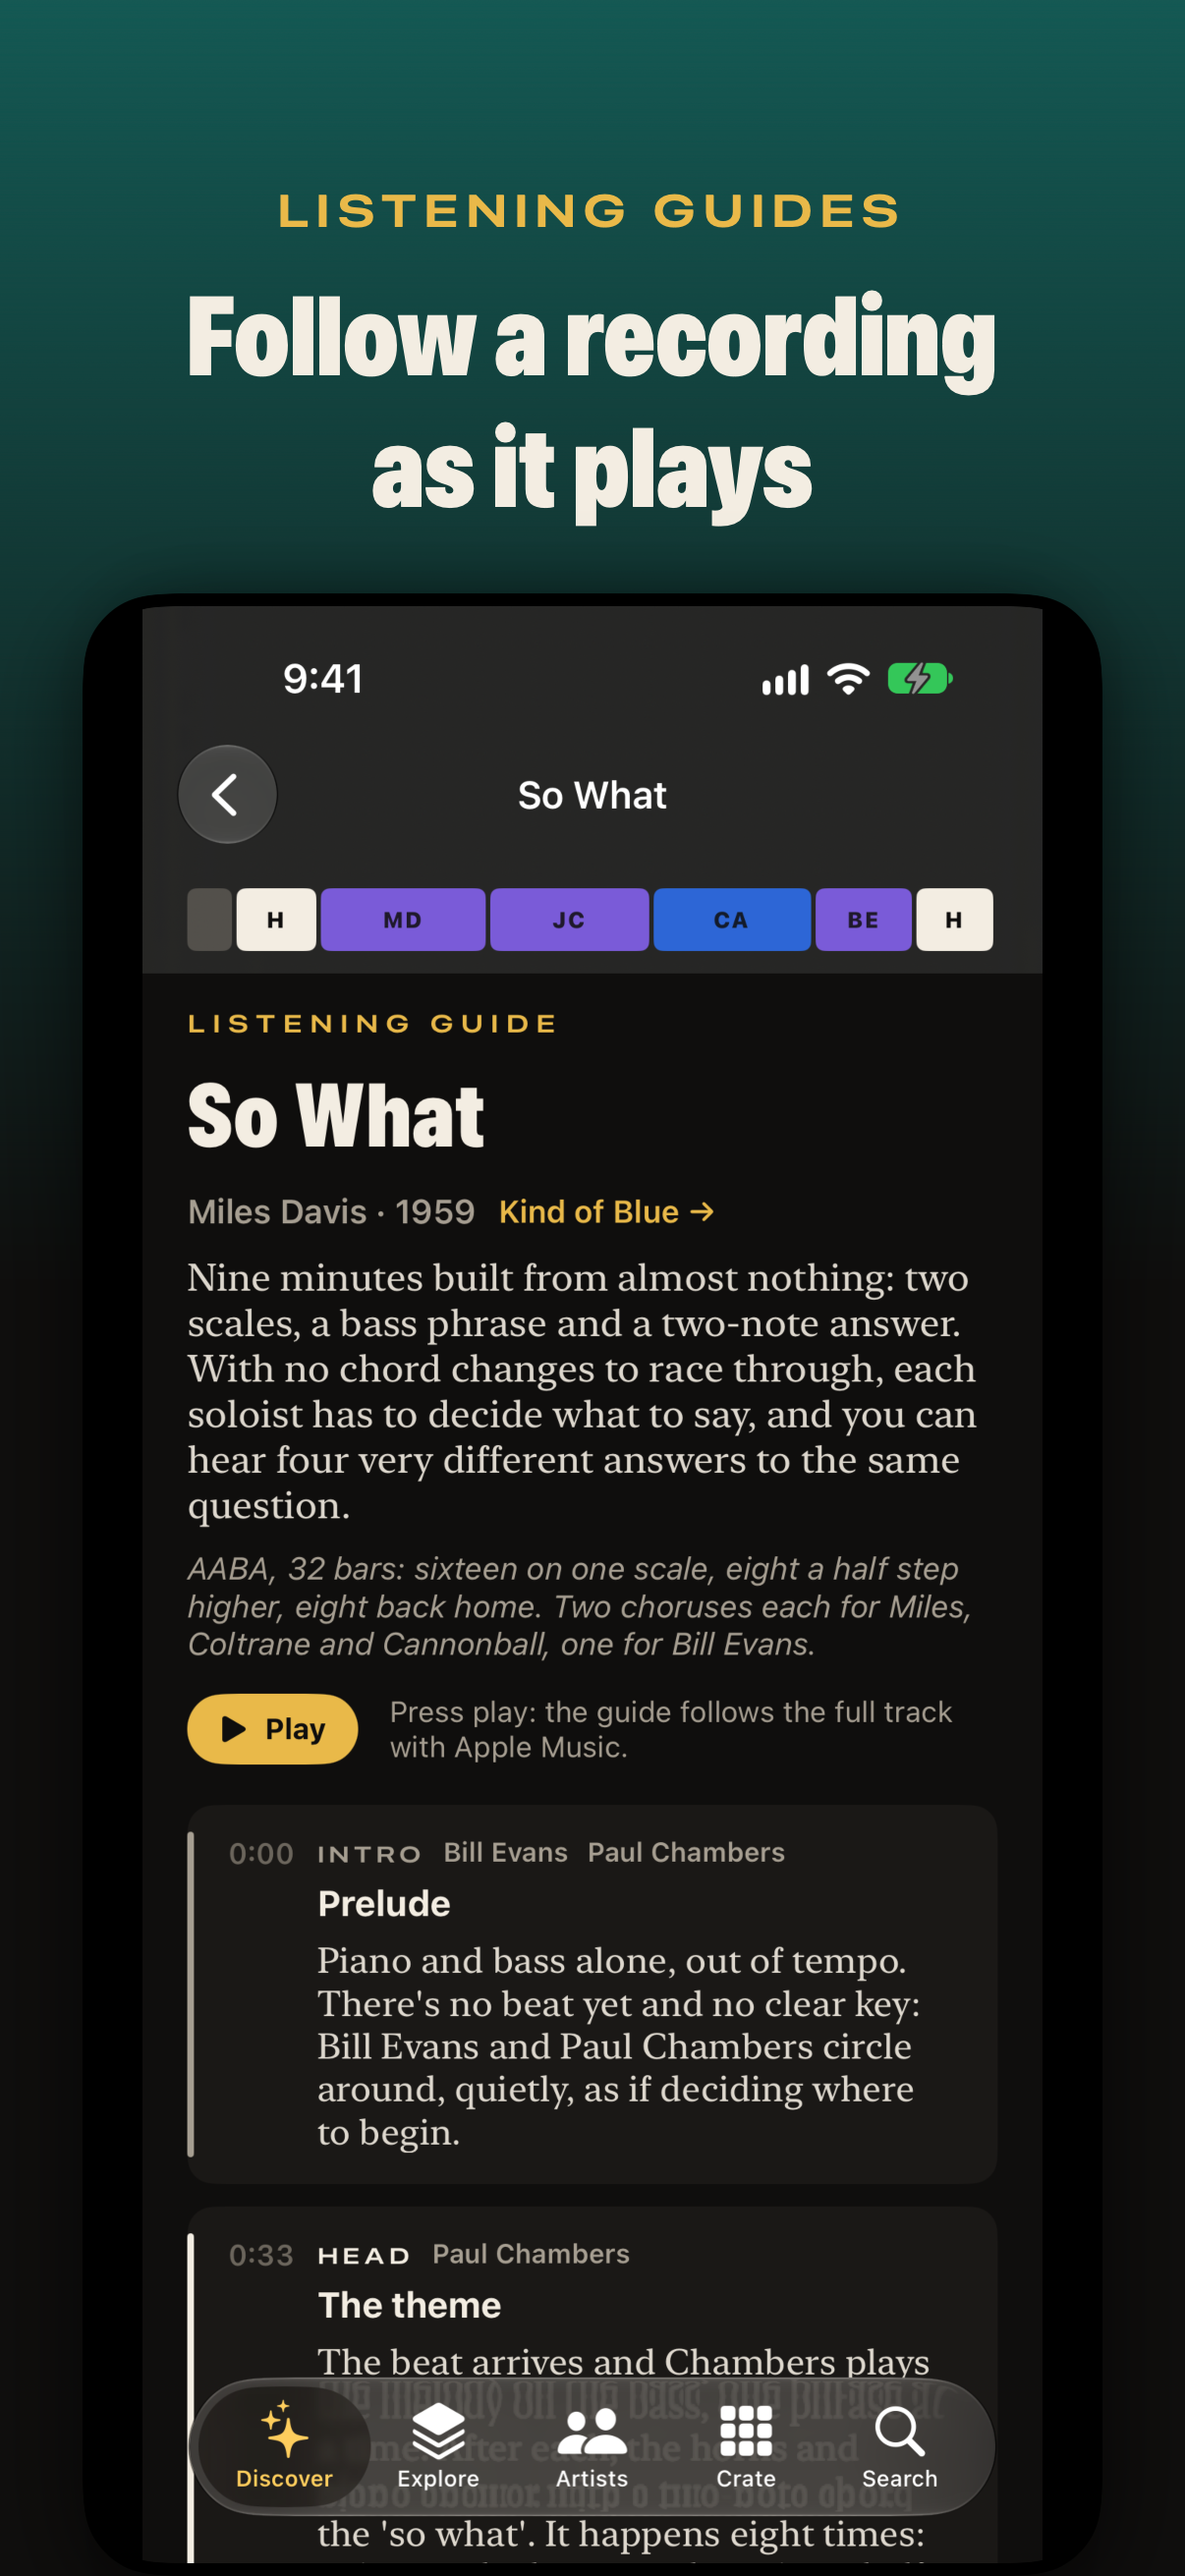 LISTENING GUIDES
Follow a recording
as it plays
9:41
So What
H MD JC CA BE H
LISTENING GUIDE
So What
Miles Davis · 1959 Kind of Blue →
Nine minutes built from almost nothing: two
scales, a bass phrase and a two-note answer.
With no chord changes to race through, each
soloist has to decide what to say, and you can
hear four very different answers to the same
question.
AABA, 32 bars: sixteen on one scale, eight a half step
higher, eight back home. Two choruses each for Miles,
Coltrane and Cannonball, one for Bill Evans.
Play
Press play: the guide follows the full track
with Apple Music.
0:00 INTRO Bill Evans Paul Chambers
Prelude
Piano and bass alone, out of tempo.
There's no beat yet and no clear key:
Bill Evans and Paul Chambers circle
around, quietly, as if deciding where
to begin.
0:33 HEAD Paul Chambers
The theme
The beat arrives and Chambers plays
Discover Explore Artists Crate Search
the 'so what'. It happens eight times: